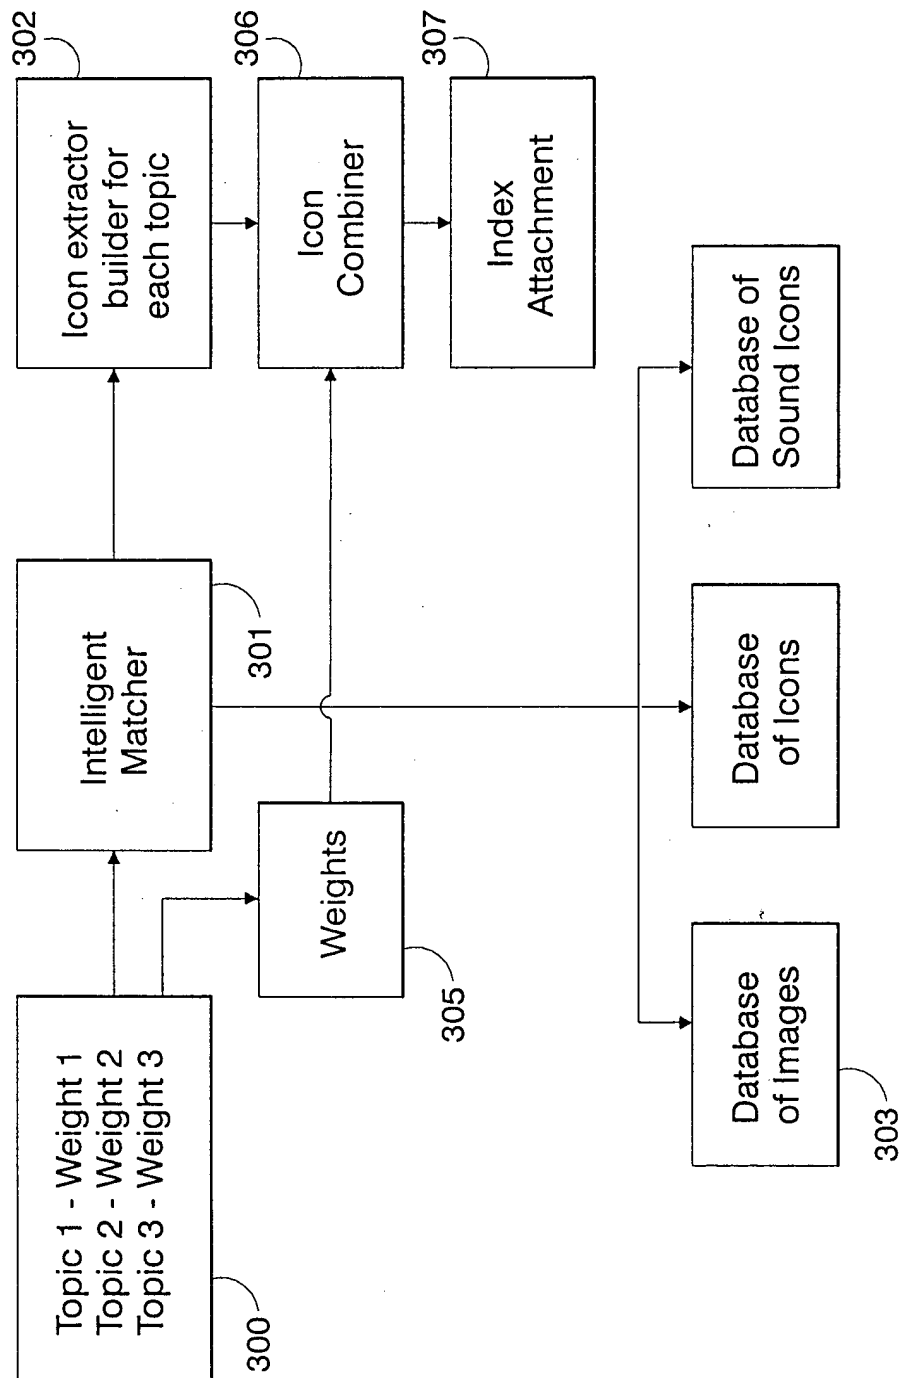 Topic 1 - Weight 1
Topic 2 - Weight 2
Topic 3 - Weight 3
300
Intelligent
Matcher
301
Icon extractor
builder for
each topic
302
Weights
305
Icon
Combiner
306
Index
Attachment
307
Database
of Images
303
Database
of Icons
Database of
Sound Icons